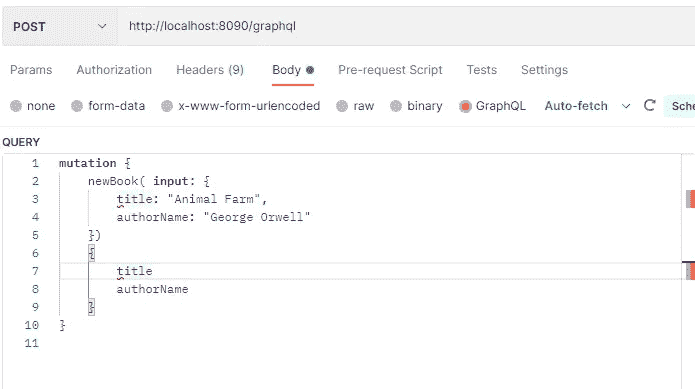 POST http://localhost:8090/graphql
Params Authorization Headers (9) Body Pre-request Script Tests Settings
none form-data x-www-form-urlencoded raw binary GraphQL Auto-fetch
QUERY
1 mutation {
2 newBook( input: {
3 title: "Animal Farm",
4 authorName: "George Orwell"
5 })
6 {
7 title
8 authorName
9 }
10 }
11